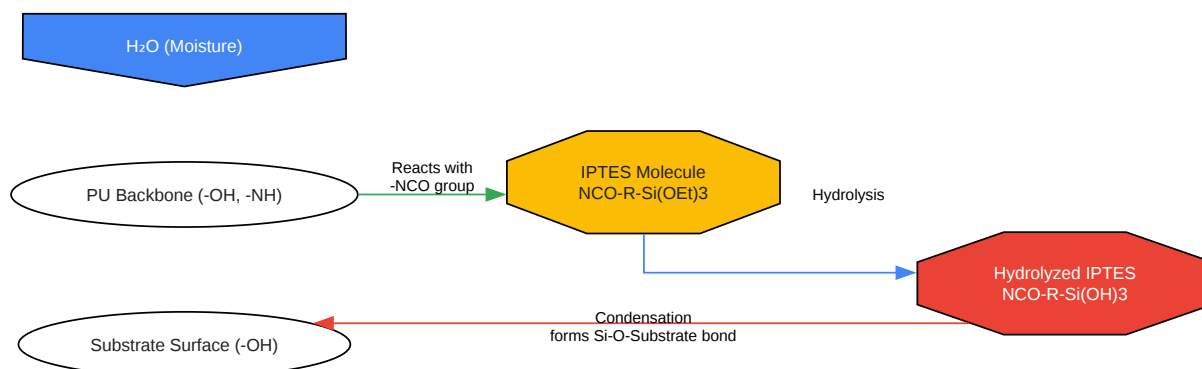 H₂O (Moisture)
Reacts with
-NCO group
PU Backbone (-OH, -NH)
IPTES Molecule
NCO-R-Si(OEt)3
Hydrolysis
Hydrolyzed IPTES
NCO-R-Si(OH)3
Condensation
forms Si-O-Substrate bond
Substrate Surface (-OH)